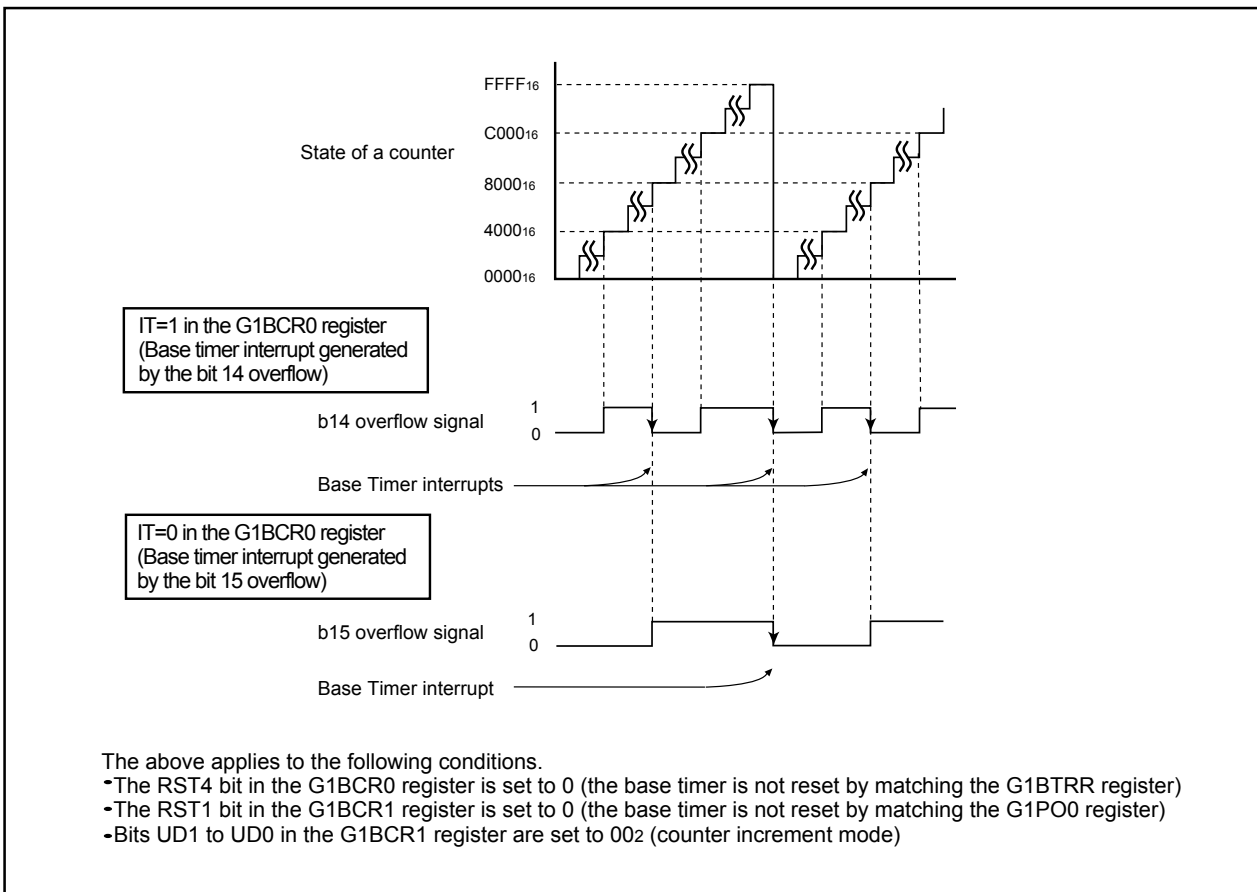 FFFF16
C00016
State of a counter
800016
400016
000016
IT=1 in the G1BCR0 register
(Base timer interrupt generated
by the bit 14 overflow)
1
b14 overflow signal
0
Base Timer interrupts
IT=0 in the G1BCR0 register
(Base timer interrupt generated
by the bit 15 overflow)
1
b15 overflow signal
0
Base Timer interrupt
The above applies to the following conditions.
-The RST4 bit in the G1BCR0 register is set to 0 (the base timer is not reset by matching the G1BTRR register)
-The RST1 bit in the G1BCR1 register is set to 0 (the base timer is not reset by matching the G1PO0 register)
-Bits UD1 to UD0 in the G1BCR1 register are set to 002 (counter increment mode)